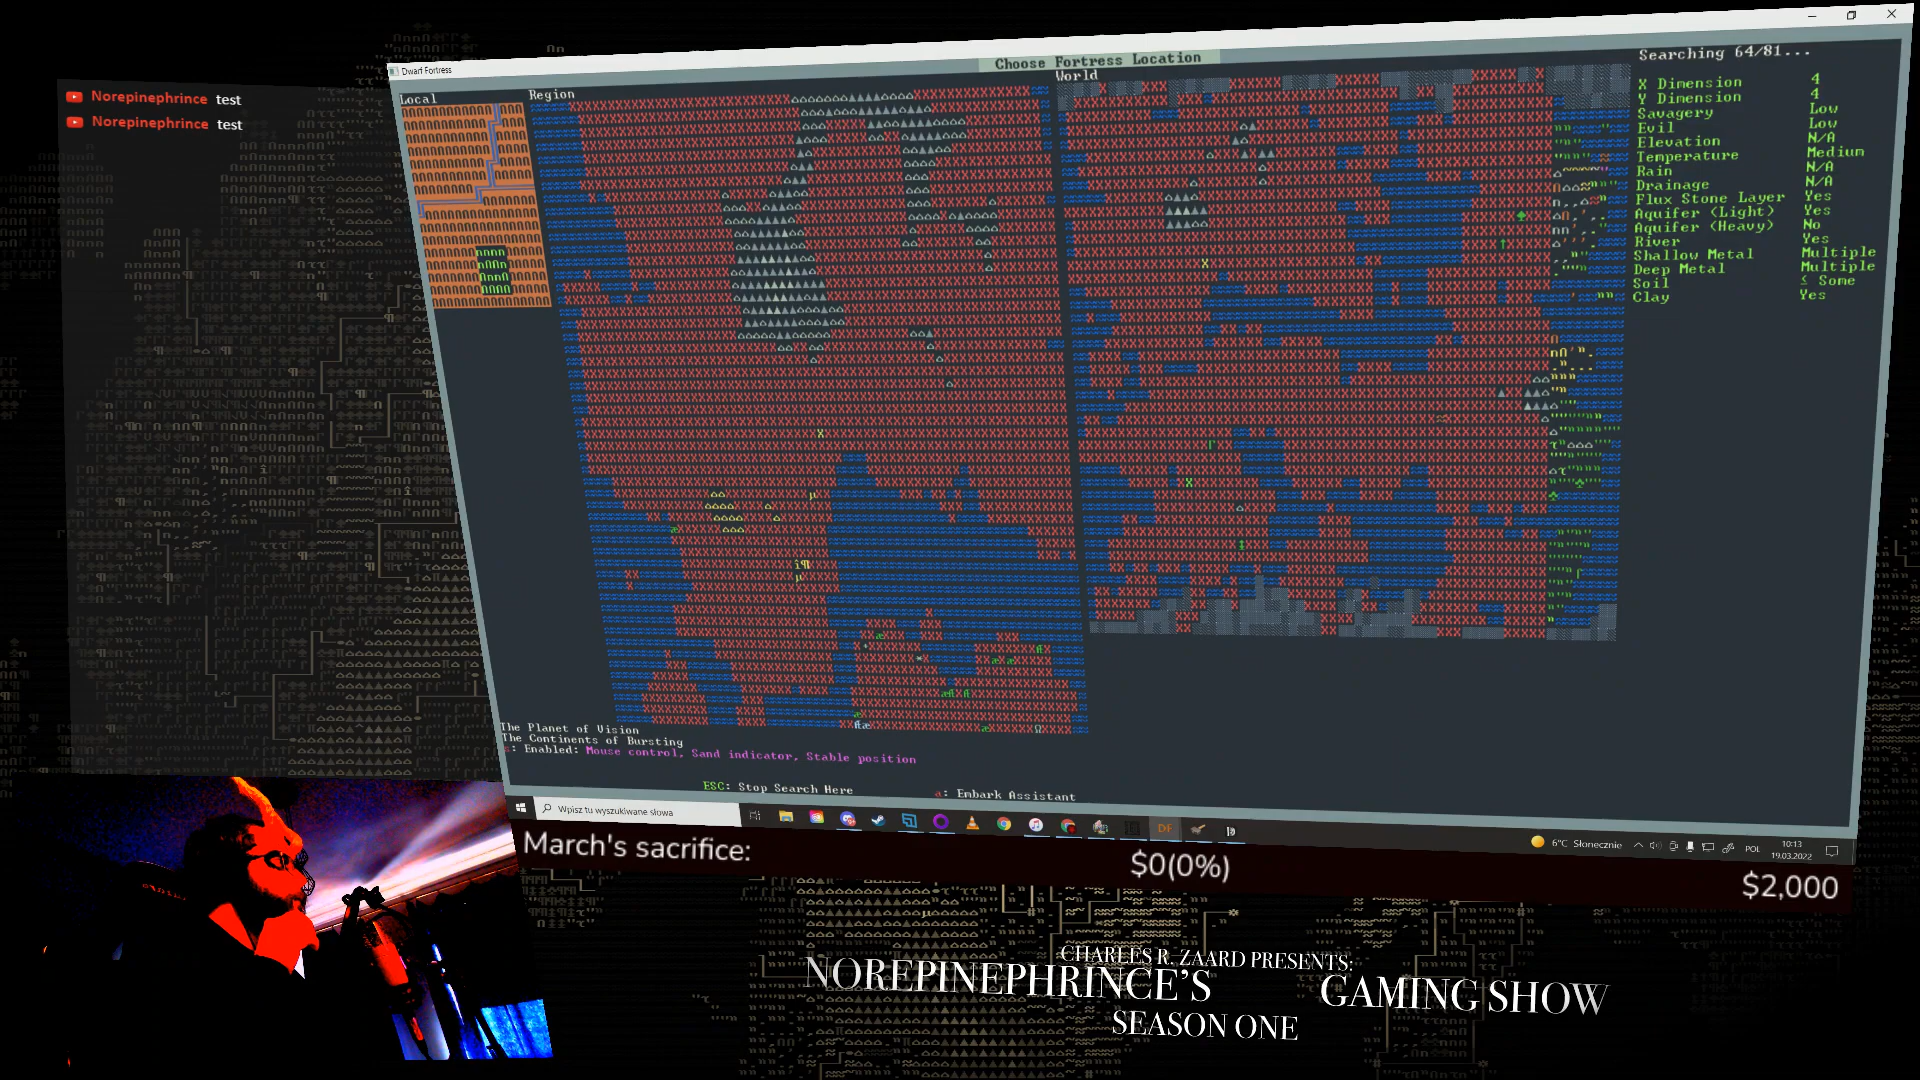 Norepinephrince test
Norepinephrince test
Dwarf Fortress
Choose Fortress Location
Local
Region
World
Searching 64/81...
X Dimension 4
Y Dimension 4
Savagery Low
Evil Low
Elevation N/A
Temperature Medium
Rain N/A
Drainage N/A
Flux Stone Layer Yes
Aquifer (Light) Yes
Aquifer (Heavy) No
River Yes
Shallow Metal Multiple
Deep Metal Multiple
Soil ≤ Some
Clay Yes
The Planet of Vision
The Continents of Bursting
s: Enabled: Mouse control, Sand indicator, Stable position
ESC: Stop Search Here
a: Embark Assistant
Wpisz tu wyszukiwane słowa
DF
6°C Słonecznie
POL
10:13
19.03.2022
March's sacrifice:
$0(0%)
$2,000
CHARLES R. ZAARD PRESENTS:
NOREPINEPHRINCE'S GAMING SHOW
SEASON ONE